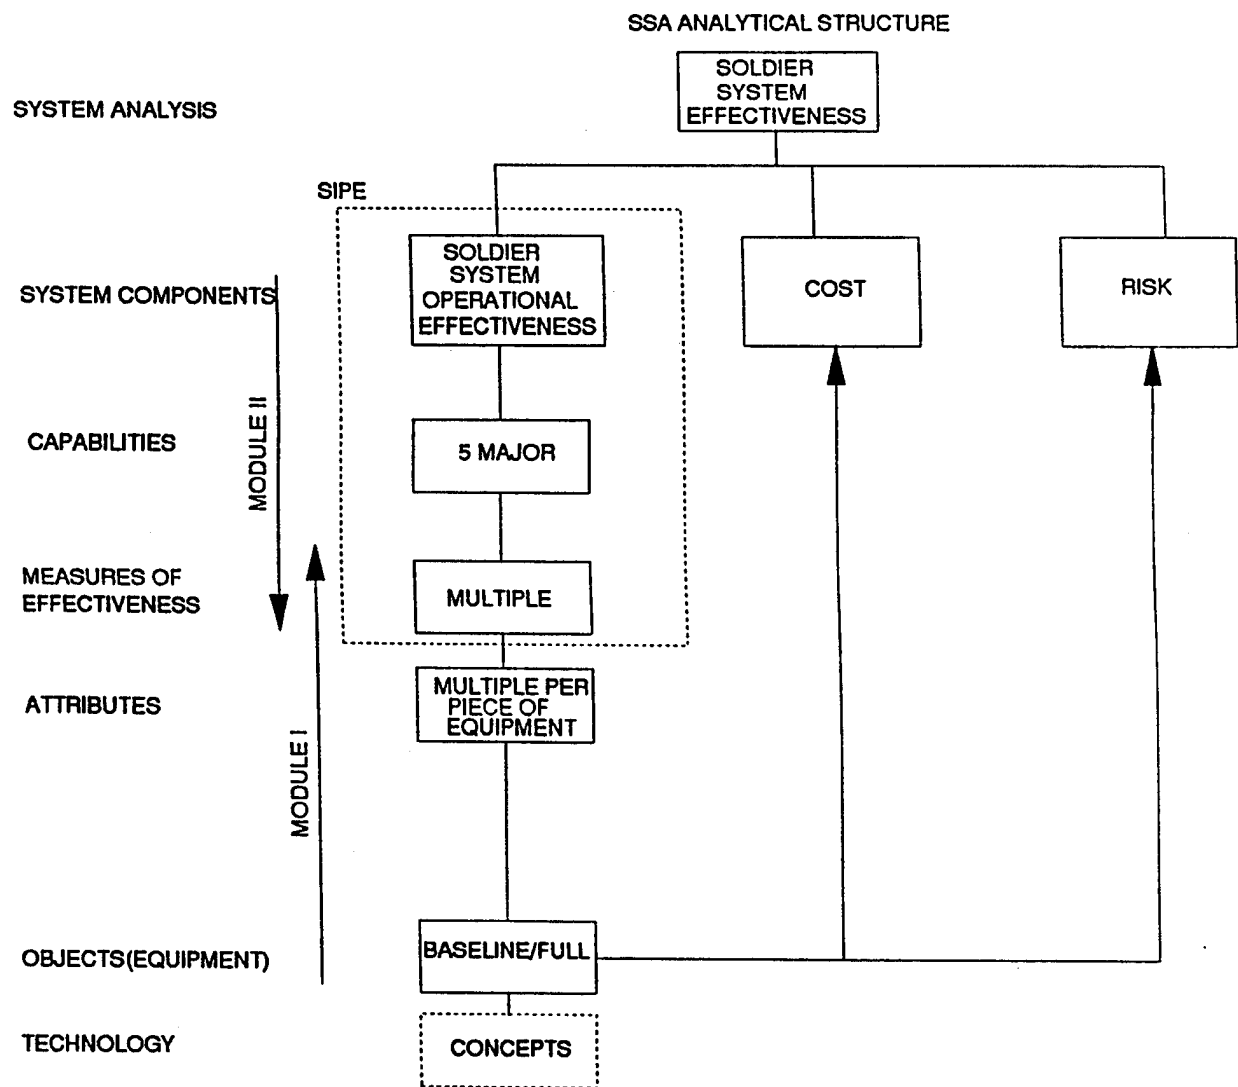 SSA ANALYTICAL STRUCTURE
SOLDIER
SYSTEM
EFFECTIVENESS
SYSTEM ANALYSIS
SIPE
SOLDIER
SYSTEM
OPERATIONAL
EFFECTIVENESS
COST
RISK
SYSTEM COMPONENTS
MODULE II
CAPABILITIES
5 MAJOR
MEASURES OF
EFFECTIVENESS
MULTIPLE
ATTRIBUTES
MULTIPLE PER
PIECE OF
EQUIPMENT
MODULE I
OBJECTS(EQUIPMENT)
BASELINE/FULL
TECHNOLOGY
CONCEPTS